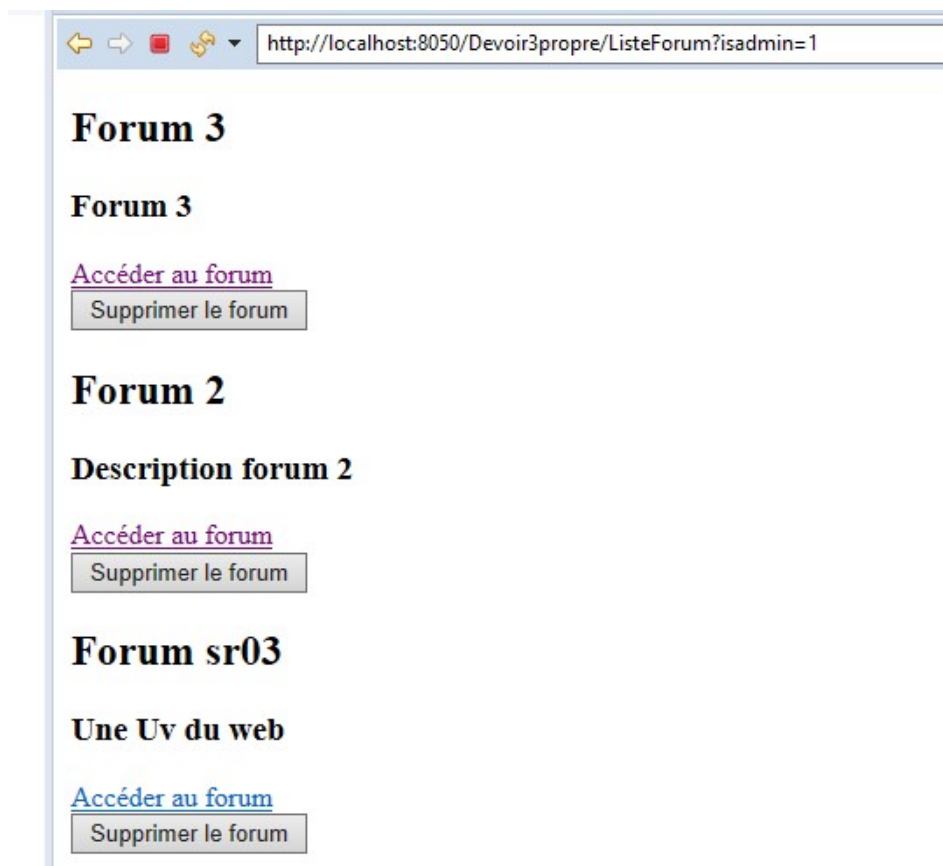 http://localhost:8050/Devoir3propre/ListeForum?isadmin=1
Forum 3
Forum 3
Accéder au forum
Supprimer le forum
Forum 2
Description forum 2
Accéder au forum
Supprimer le forum
Forum sr03
Une Uv du web
Accéder au forum
Supprimer le forum